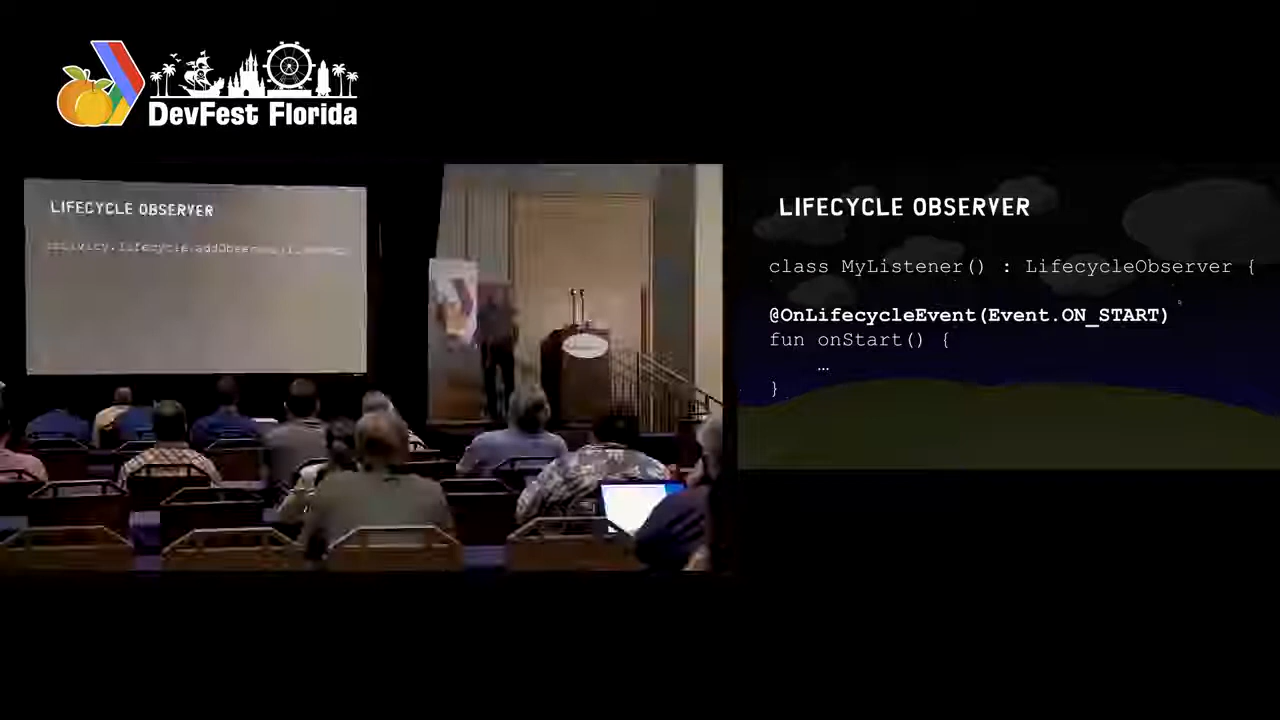 DevFest Florida
LIFECYCLE OBSERVER
LIFECYCLE OBSERVER
class MyListener() : LifecycleObserver {
@OnLifecycleEvent(Event.ON_START)
fun onStart() {
…
}